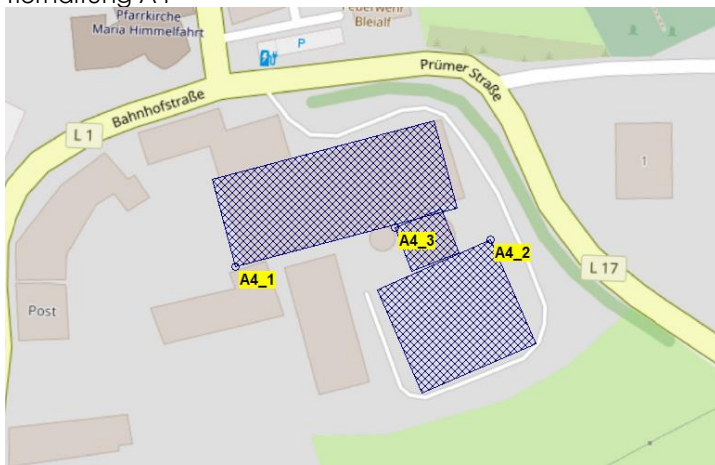 Pfarrkirche
Maria Himmelfahrt
P
Feuerwehr
Bleialf
Prümer Straße
Bahnhofstraße
L 1
1
A4_3
A4_2
A4_1
L 17
Post